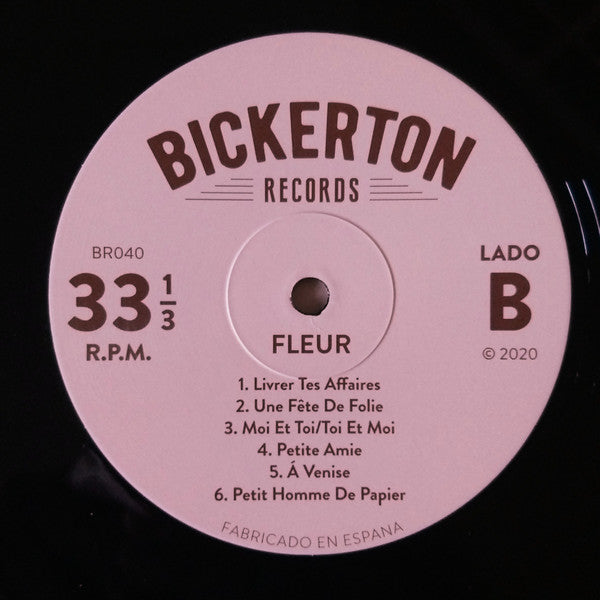 BICKERTON
RECORDS
BR040
33 1/3
R.P.M.
LADO
B
© 2020
FLEUR
1. Livrer Tes Affaires
2. Une Fête De Folie
3. Moi Et Toi/Toi Et Moi
4. Petite Amie
5. Á Venise
6. Petit Homme De Papier
FABRICADO EN ESPANA